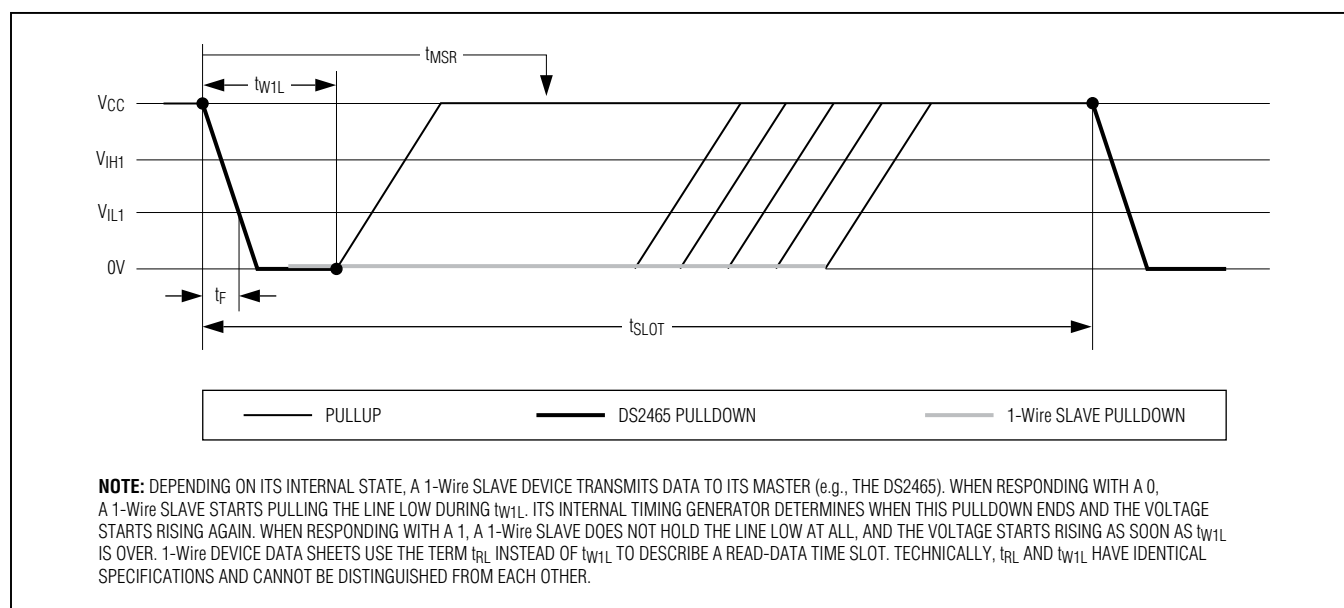 tMSR
tW1L
VCC
VIH1
VIL1
0V
tF
tSLOT
PULLUP DS2465 PULLDOWN 1-Wire SLAVE PULLDOWN
NOTE: DEPENDING ON ITS INTERNAL STATE, A 1-Wire SLAVE DEVICE TRANSMITS DATA TO ITS MASTER (e.g., THE DS2465). WHEN RESPONDING WITH A 0,
A 1-Wire SLAVE STARTS PULLING THE LINE LOW DURING tW1L. ITS INTERNAL TIMING GENERATOR DETERMINES WHEN THIS PULLDOWN ENDS AND THE VOLTAGE
STARTS RISING AGAIN. WHEN RESPONDING WITH A 1, A 1-Wire SLAVE DOES NOT HOLD THE LINE LOW AT ALL, AND THE VOLTAGE STARTS RISING AS SOON AS tW1L
IS OVER. 1-Wire DEVICE DATA SHEETS USE THE TERM tRL INSTEAD OF tW1L TO DESCRIBE A READ-DATA TIME SLOT. TECHNICALLY, tRL AND tW1L HAVE IDENTICAL
SPECIFICATIONS AND CANNOT BE DISTINGUISHED FROM EACH OTHER.